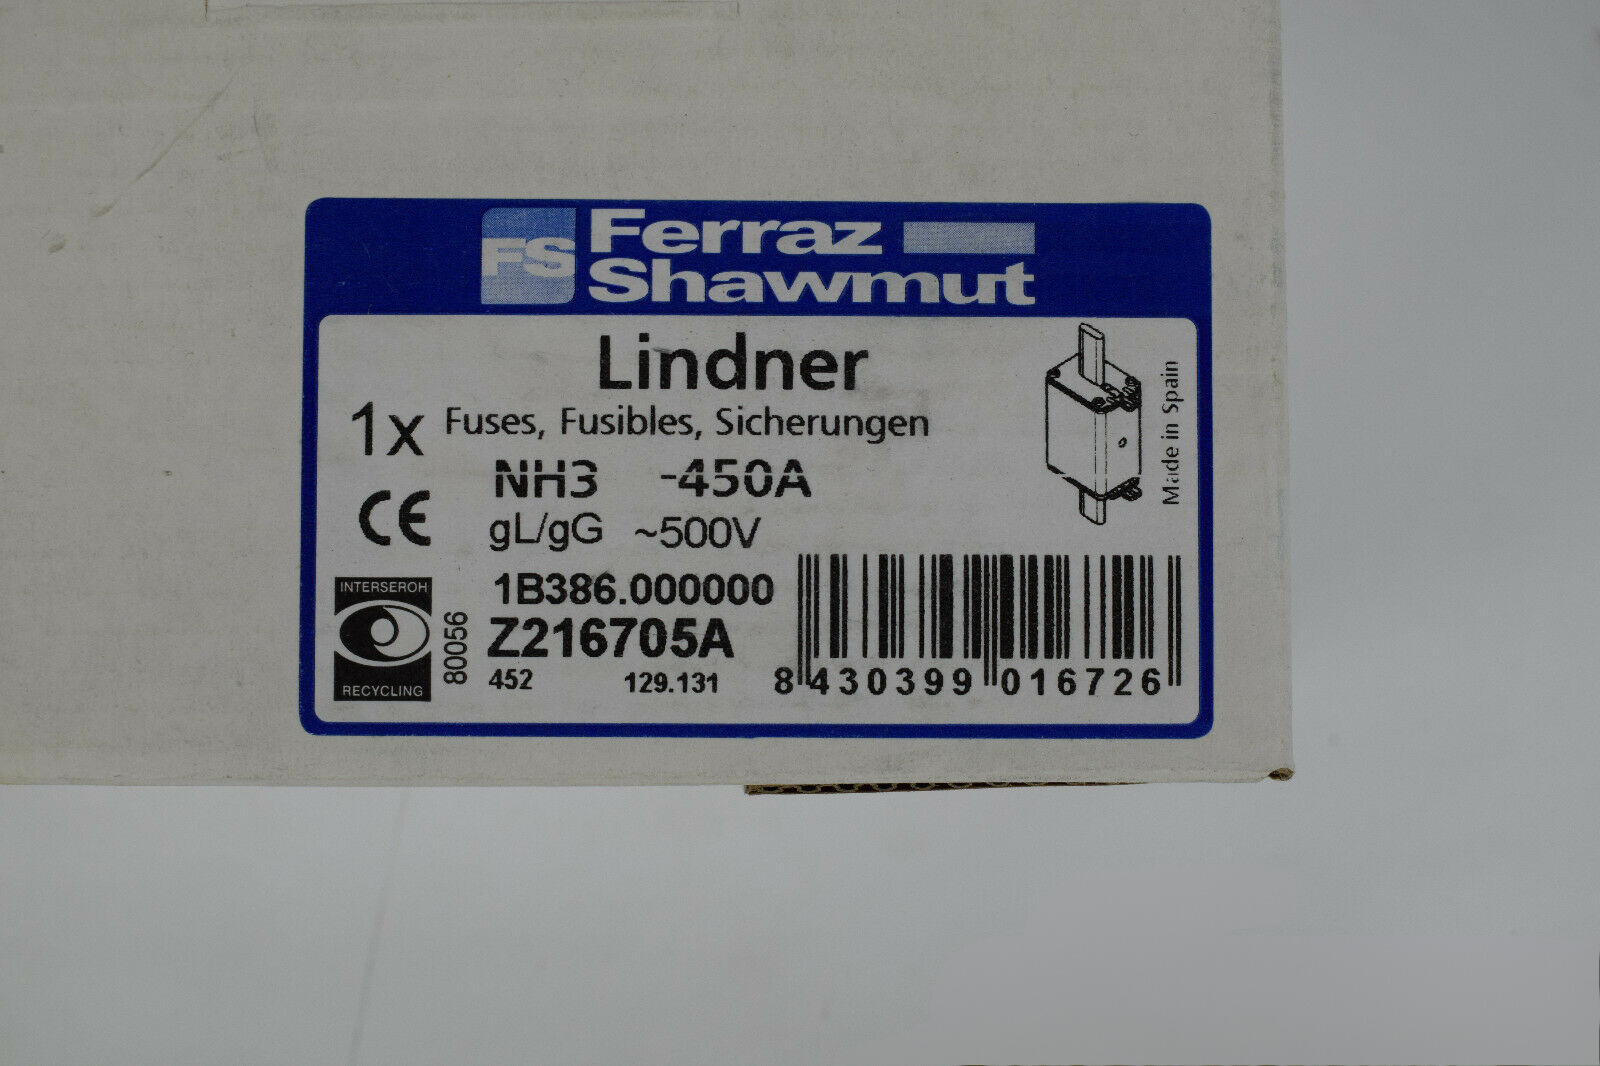 FS Ferraz
Shawmut
Lindner
1x Fuses, Fusibles, Sicherungen
NH3 -450A
CE gL/gG ~500V
Made in Spain
1B386.000000
INTERSEROH
RECYCLING
80056
Z216705A
452 129.131
8 430399 016726